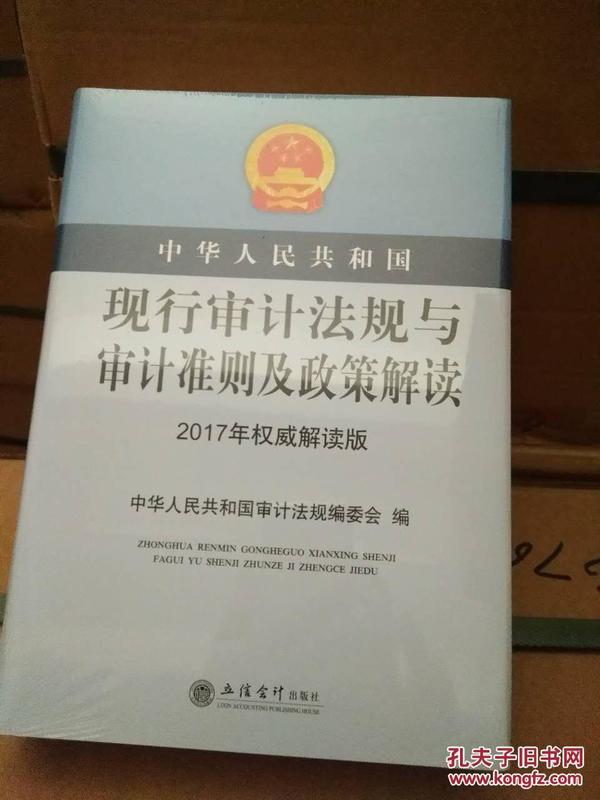 中华人民共和国
现行审计法规与
审计准则及政策解读
2017年权威解读版
中华人民共和国审计法规编委会 编
ZHONGHUA RENMIN GONGHEGUO XIANXING SHENJI
FAGUI YU SHENJI ZHUNZE JI ZHENGCE JIEDU
立信会计出版社
LIXIN ACCOUNTING PUBLISHING HOUSE
孔夫子旧书网
www.kongfz.com